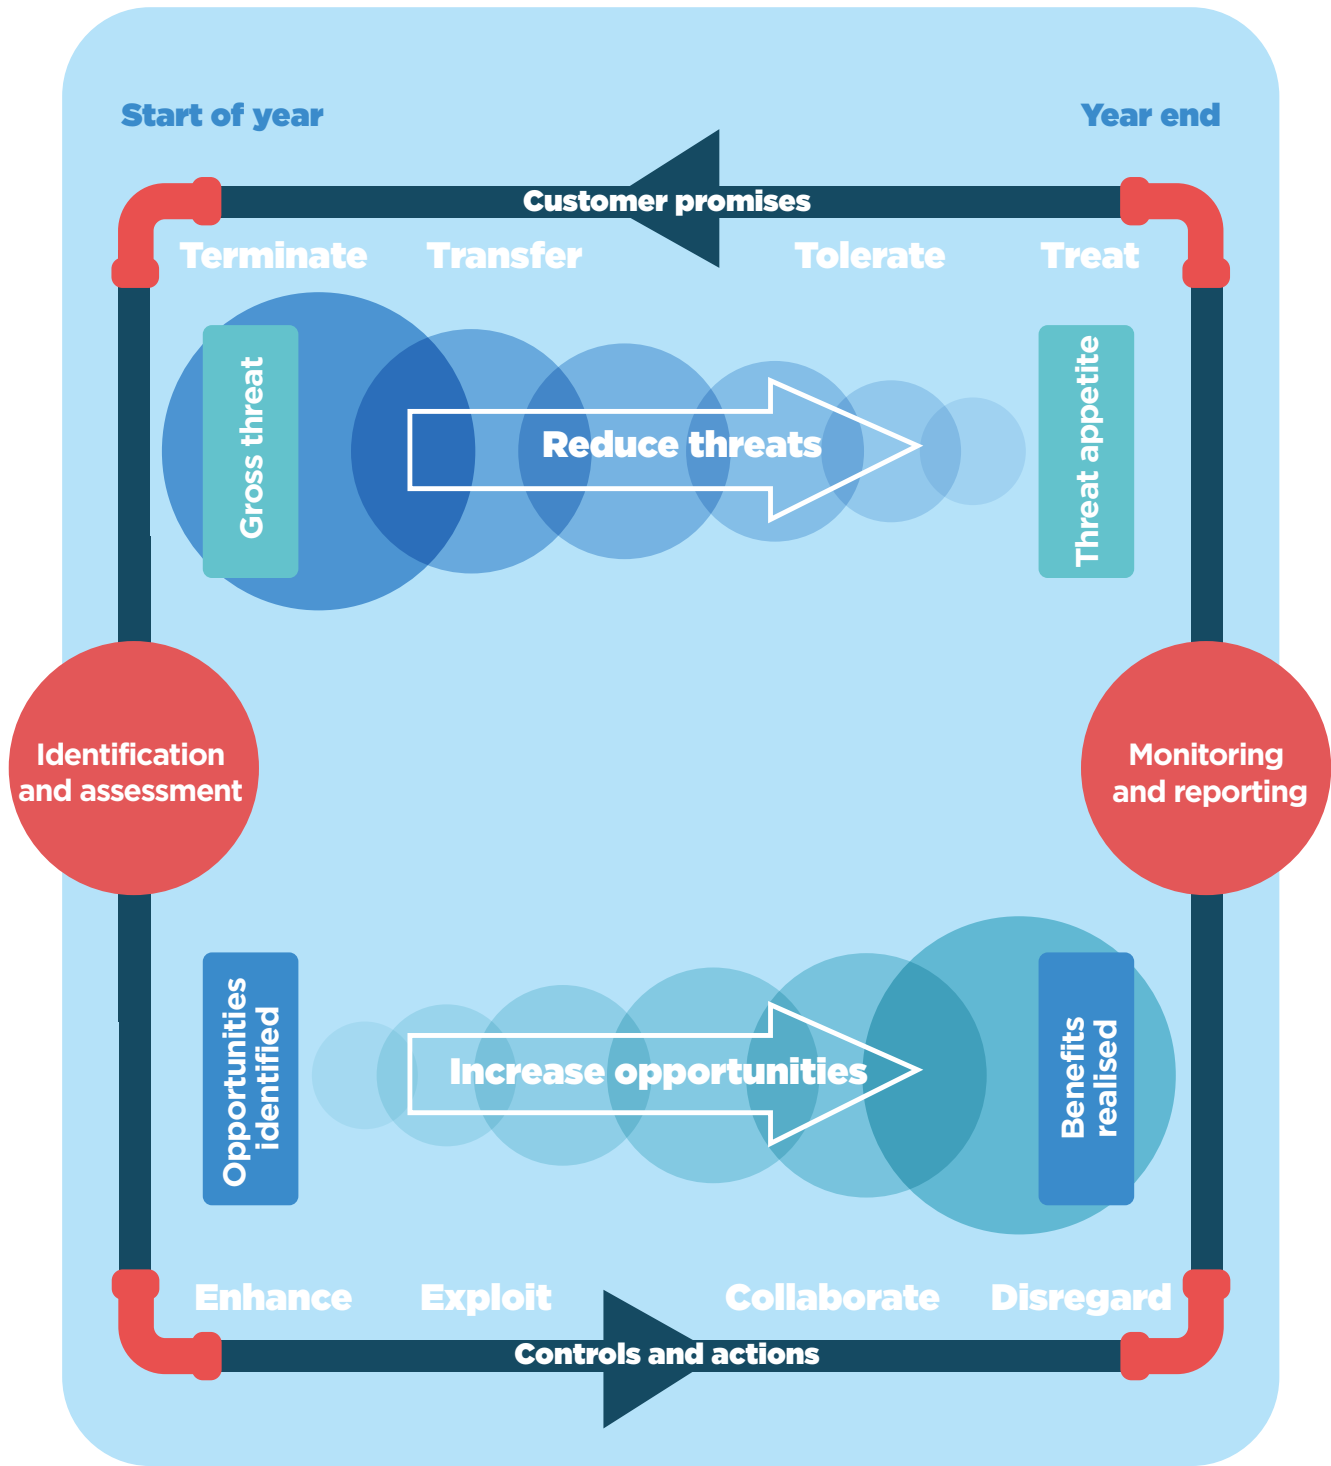 Start of year
Year end
Customer promises
Terminate
Transfer
Tolerate
Treat
Gross threat
Reduce threats
Threat appetite
Identification
and assessment
Monitoring
and reporting
Opportunities
identified
Increase opportunities
Benefits
realised
Enhance
Exploit
Collaborate
Disregard
Controls and actions